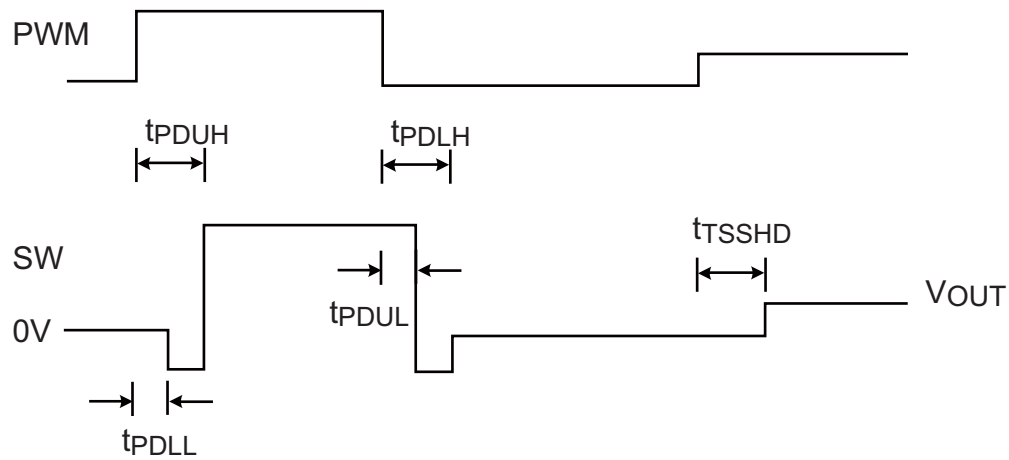 PWM
tPDUH
tPDLH
SW
tTSSHD
tPDUL
VOUT
0V
tPDLL